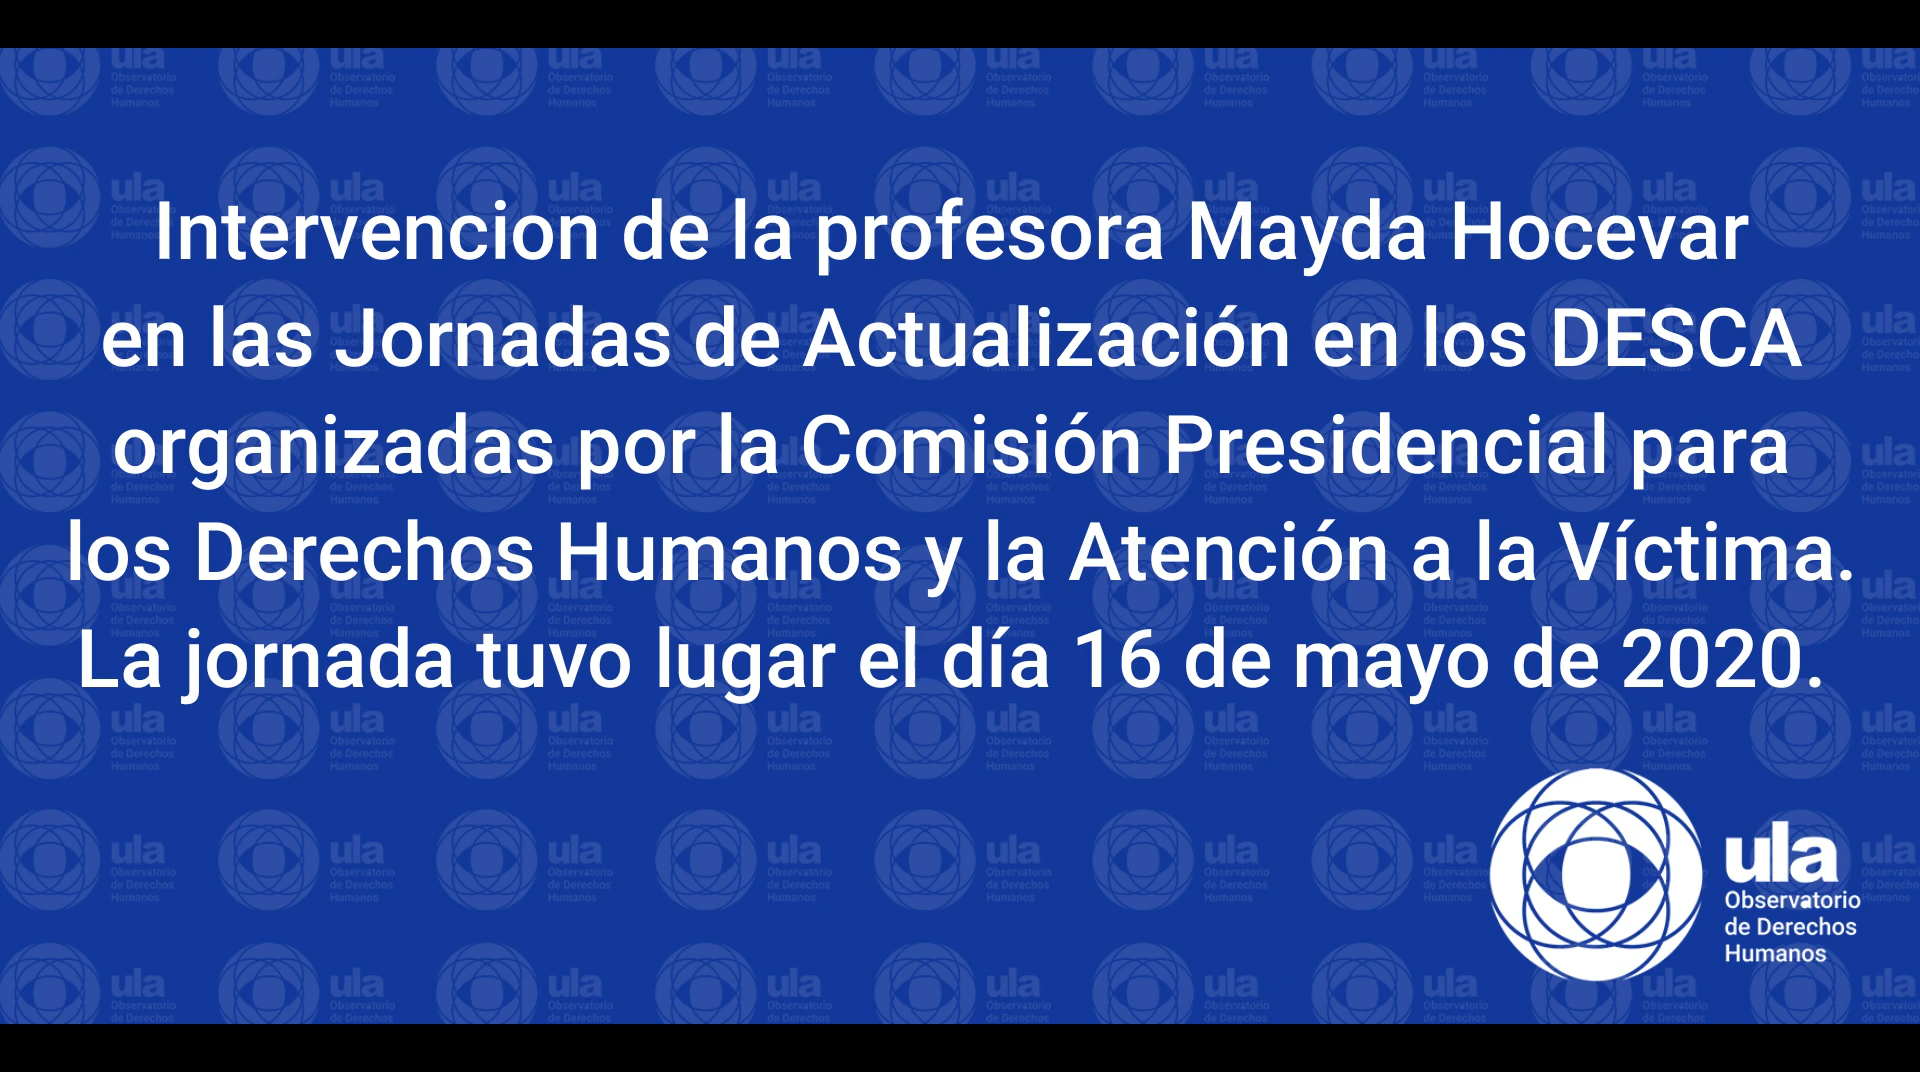 Intervencion de la profesora Mayda Hocevar
en las Jornadas de Actualización en los DESCA
organizadas por la Comisión Presidencial para
los Derechos Humanos y la Atención a la Víctima.
La jornada tuvo lugar el día 16 de mayo de 2020.
ula
Observatorio
de Derechos
Humanos